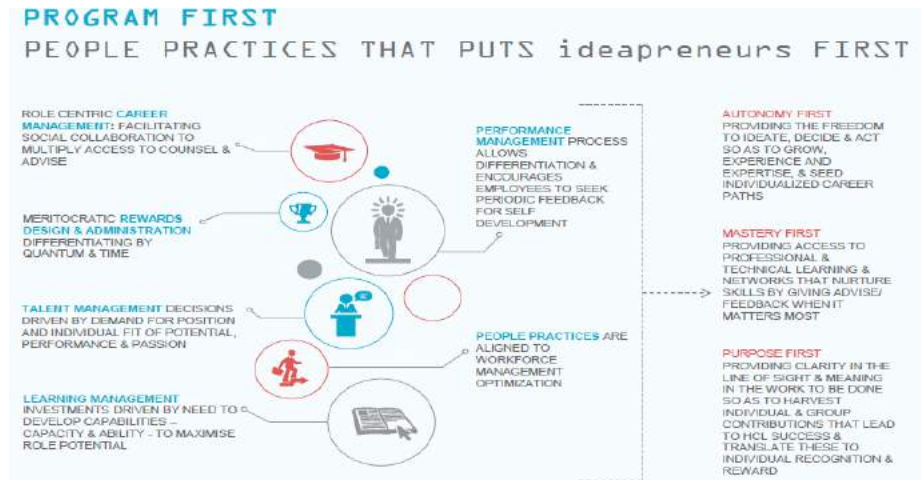 PROGRAM FIRST
PEOPLE PRACTICES THAT PUTS ideapreneurs FIRST
ROLE CENTRIC CAREER
MANAGEMENT: FACILITATING
SOCIAL COLLABORATION TO
MULTIPLY ACCESS TO COUNSEL &
ADVISE
MERITOCRATIC REWARDS
DESIGN & ADMINISTRATION
DIFFERENTIATING BY
QUANTUM & TIME
TALENT MANAGEMENT DECISIONS
DRIVEN BY DEMAND FOR POSITION
AND INDIVIDUAL FIT OF POTENTIAL,
PERFORMANCE & PASSION
LEARNING MANAGEMENT
INVESTMENTS DRIVEN BY NEED TO
DEVELOP CAPABILITIES –
CAPACITY & ABILITY - TO MAXIMISE
ROLE POTENTIAL
PERFORMANCE
MANAGEMENT PROCESS
ALLOWS
DIFFERENTIATION &
ENCOURAGES
EMPLOYEES TO SEEK
PERIODIC FEEDBACK
FOR SELF
DEVELOPMENT
PEOPLE PRACTICES ARE
ALIGNED TO
WORKFORCE
MANAGEMENT
OPTIMIZATION
AUTONOMY FIRST
PROVIDING THE FREEDOM
TO IDEATE, DECIDE & ACT
SO AS TO GROW,
EXPERIENCE AND
EXPERTISE, & SEED
INDIVIDUALIZED CAREER
PATHS
MASTERY FIRST
PROVIDING ACCESS TO
PROFESSIONAL &
TECHNICAL LEARNING &
NETWORKS THAT NURTURE
SKILLS BY GIVING ADVISE/
FEEDBACK WHEN IT
MATTERS MOST
PURPOSE FIRST
PROVIDING CLARITY IN THE
LINE OF SIGHT & MEANING
IN THE WORK TO BE DONE
SO AS TO HARVEST
INDIVIDUAL & GROUP
CONTRIBUTIONS THAT LEAD
TO HCL SUCCESS &
TRANSLATE THESE TO
INDIVIDUAL RECOGNITION &
REWARD